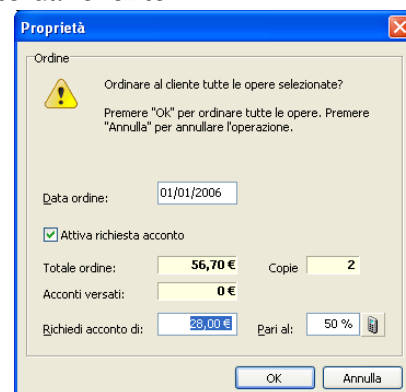 Proprietà
Ordine
Ordinare al cliente tutte le opere selezionate?
Premere "Ok" per ordinare tutte le opere. Premere
"Annulla" per annullare l'operazione.
Data ordine: 01/01/2006
Attiva richiesta acconto
Totale ordine: 56,70 € Copie 2
Acconti versati: 0 €
Richiedi acconto di: 28,00 € Pari al: 50 %
OK Annulla